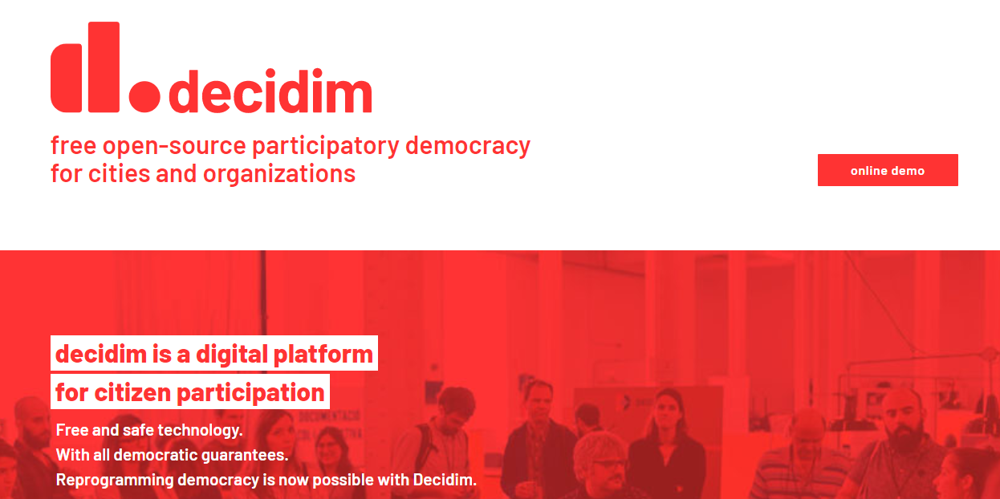 decidim
free open-source participatory democracy
for cities and organizations
online demo
decidim is a digital platform
for citizen participation
Free and safe technology.
With all democratic guarantees.
Reprogramming democracy is now possible with Decidim.